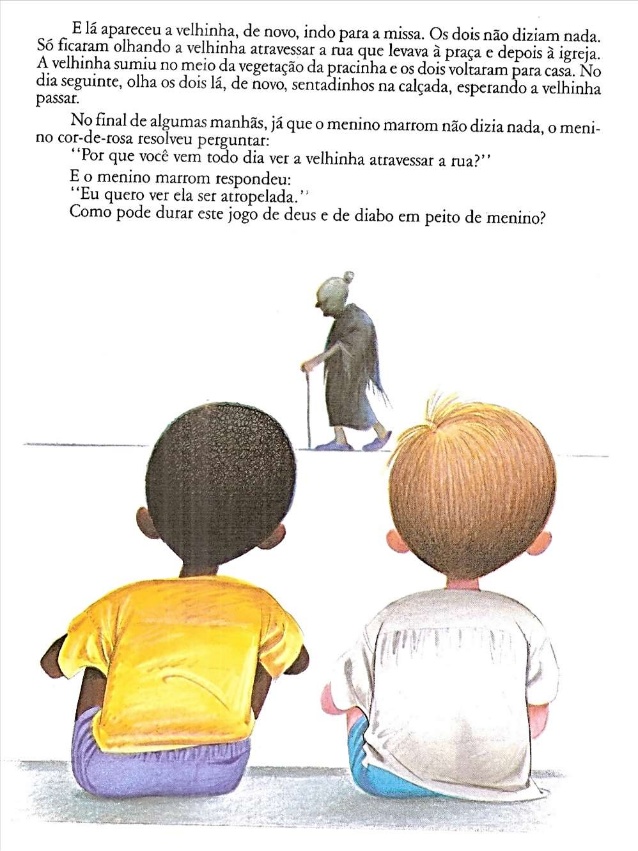 E lá apareceu a velhinha, de novo, indo para a missa. Os dois não diziam nada.
Só ficaram olhando a velhinha atravessar a rua que levava à praça e depois à igreja.
A velhinha sumiu no meio da vegetação da pracinha e os dois voltaram para casa. No
dia seguinte, olha os dois lá, de novo, sentadinhos na calçada, esperando a velhinha
passar.
No final de algumas manhãs, já que o menino marrom não dizia nada, o meni-
no cor-de-rosa resolveu perguntar:
‘‘Por que você vem todo dia ver a velhinha atravessar a rua?’’
E o menino marrom respondeu:
‘‘Eu quero ver ela ser atropelada.’’
Como pode durar este jogo de deus e de diabo em peito de menino?